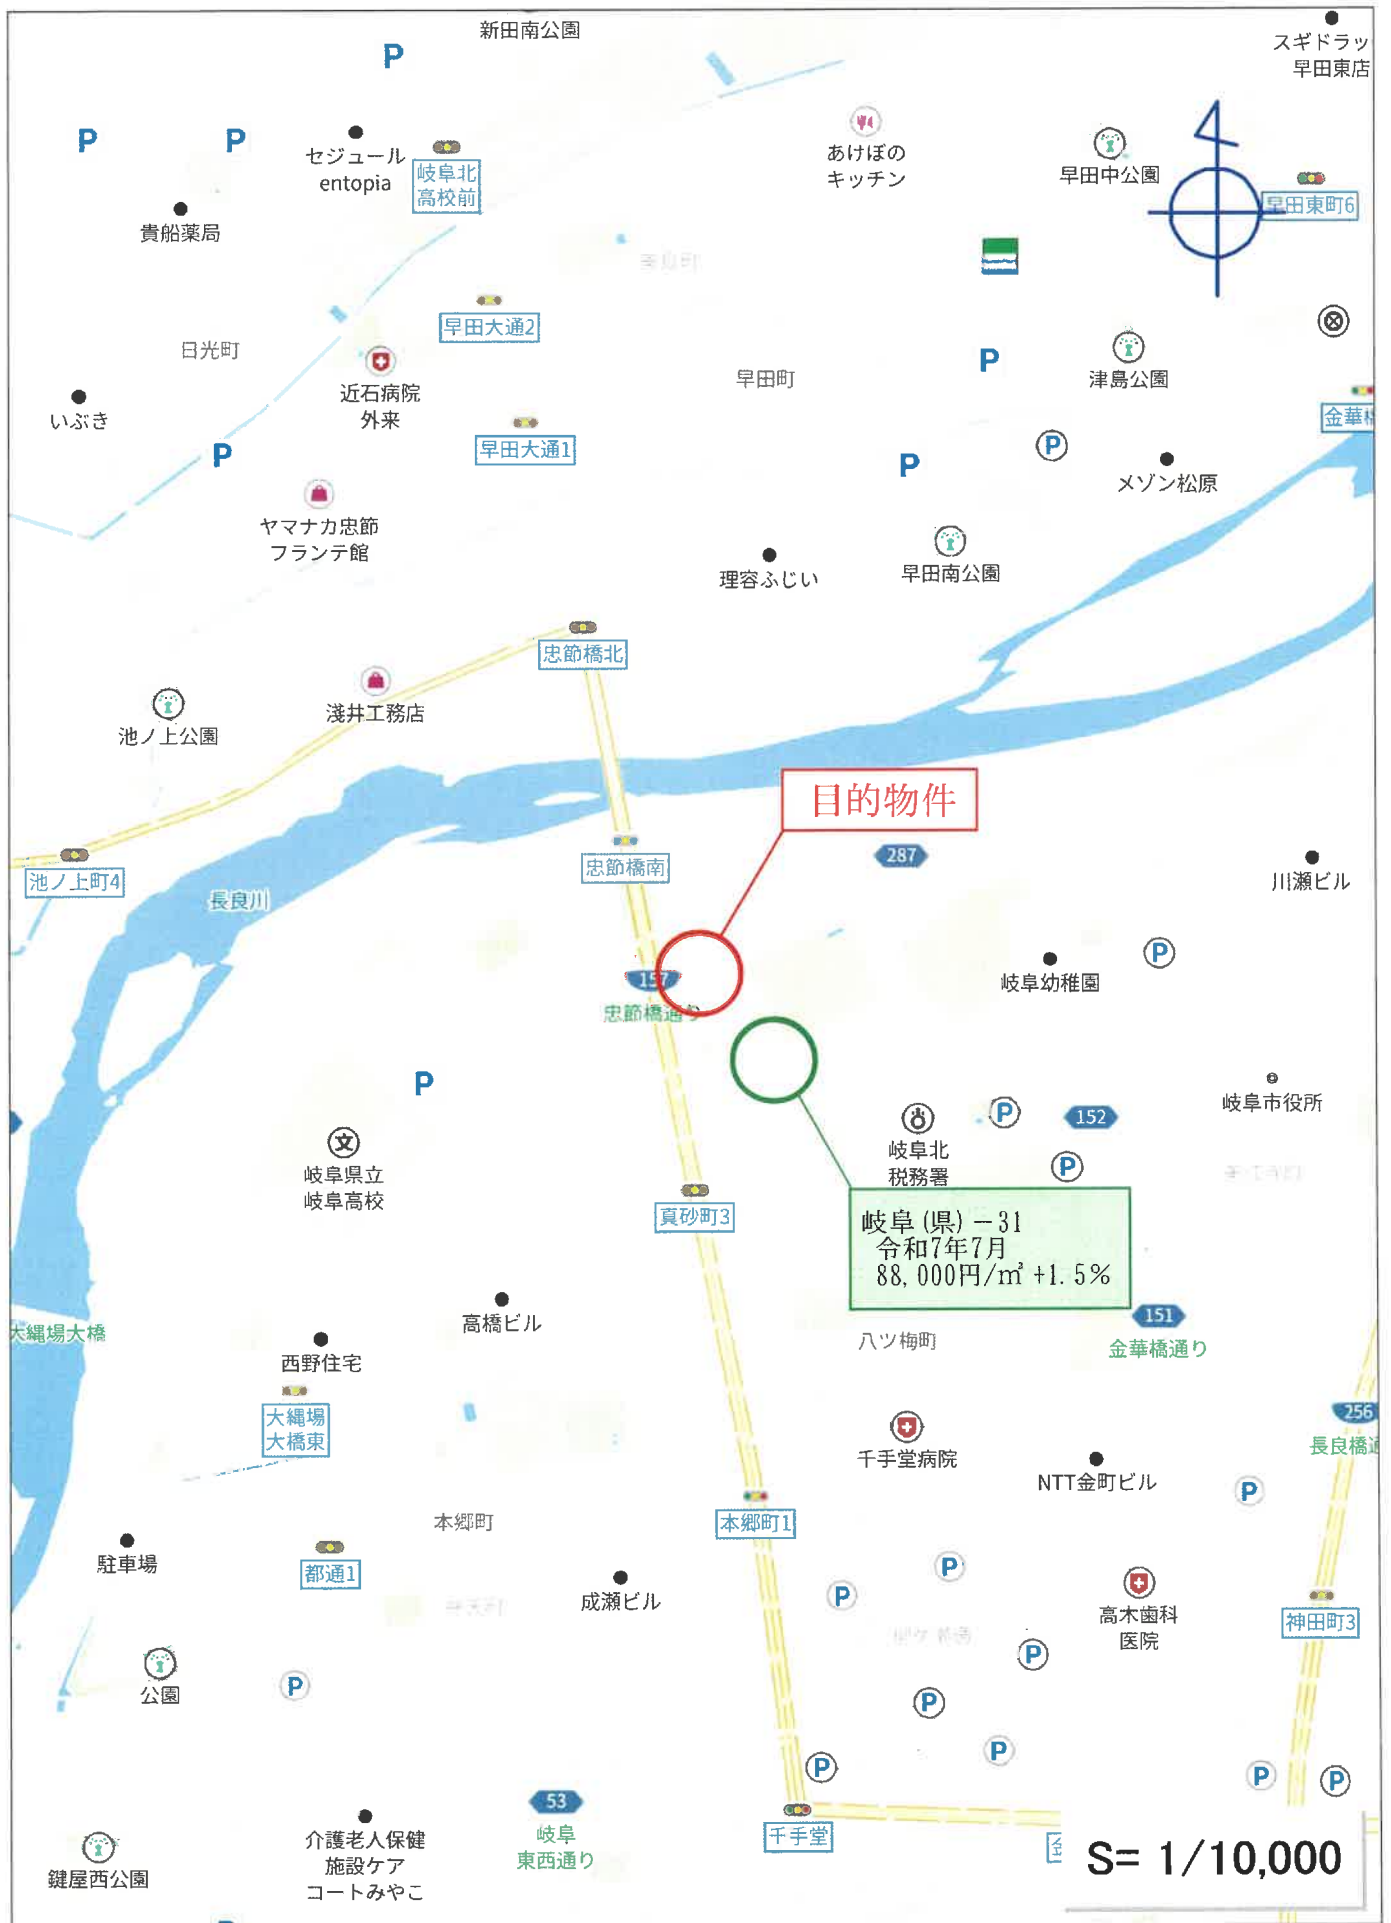 新田南公園
スギドラッ
早田東店
P
P
P
セジュール
entopia
岐阜北
高校前
あけぼの
キッチン
早田中公園
早田東町6
貴船薬局
早田大通2
日光町
近石病院
外来
早田町
P
津島公園
いぶき
早田大通1
金華橋
P
P
P
メゾン松原
ヤマナカ忠節
フランテ館
理容ふじい
早田南公園
忠節橋北
浅井工務店
池ノ上公園
目的物件
忠節橋南
287
池ノ上町4
川瀬ビル
長良川
P
岐阜幼稚園
157
忠節橋通り
P
岐阜市役所
P
152
岐阜北
税務署
P
文
岐阜県立
岐阜高校
真砂町3
岐阜(県)-31
令和7年7月
88,000円/㎡ +1.5%
高橋ビル
151
金華橋通り
大縄場大橋
八ツ梅町
西野住宅
大縄場
大橋東
256
長良橋通
千手堂病院
NTT金町ビル
P
本郷町
本郷町1
駐車場
都通1
P
P
成瀬ビル
高木歯科
医院
神田町3
P
公園
P
P
P
P
P
P
53
岐阜
東西通り
千手堂
介護老人保健
施設ケア
コートみやこ
鍵屋西公園
S= 1/10,000